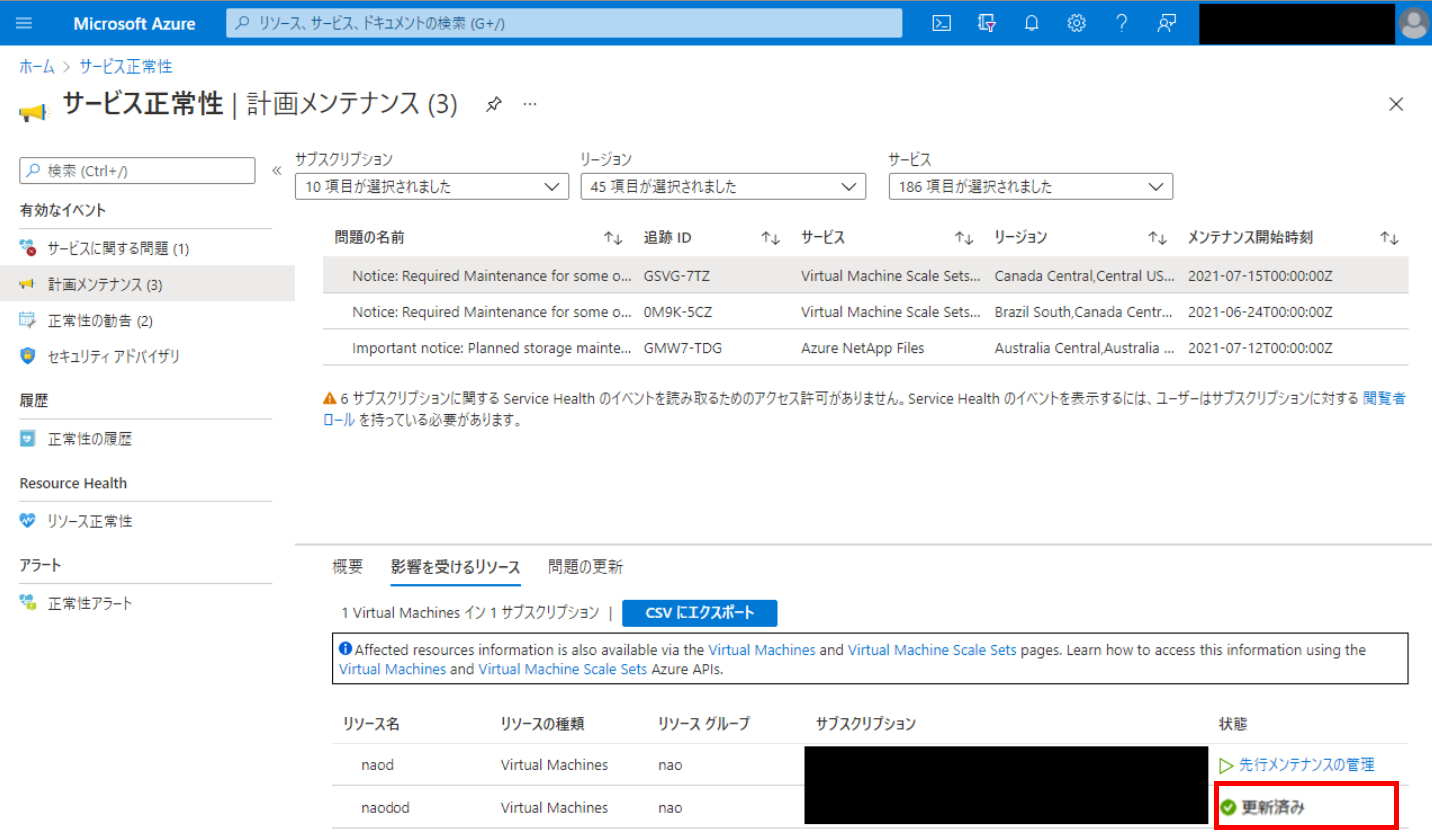 Microsoft Azure
リソース、サービス、ドキュメントの検索 (G+/)
ホーム > サービス正常性
サービス正常性 | 計画メンテナンス (3)
検索 (Ctrl+/)
有効なイベント
サービスに関する問題 (1)
計画メンテナンス (3)
正常性の勧告 (2)
セキュリティ アドバイザリ
履歴
正常性の履歴
Resource Health
リソース正常性
アラート
正常性アラート
サブスクリプション リージョン サービス
10 項目が選択されました 45 項目が選択されました 186 項目が選択されました
問題の名前 追跡 ID サービス リージョン メンテナンス開始時刻
Notice: Required Maintenance for some o... GSVG-7TZ Virtual Machine Scale Sets... Canada Central,Central US... 2021-07-15T00:00:00Z
Notice: Required Maintenance for some o... 0M9K-5CZ Virtual Machine Scale Sets... Brazil South,Canada Centr... 2021-06-24T00:00:00Z
Important notice: Planned storage mainte... GMW7-TDG Azure NetApp Files Australia Central,Australia ... 2021-07-12T00:00:00Z
6 サブスクリプションに関する Service Health のイベントを読み取るためのアクセス許可がありません。Service Health のイベントを表示するには、ユーザーはサブスクリプションに対する 閲覧者
ロール を持っている必要があります。
概要 影響を受けるリソース 問題の更新
1 Virtual Machines イン 1 サブスクリプション | CSV にエクスポート
Affected resources information is also available via the Virtual Machines and Virtual Machine Scale Sets pages. Learn how to access this information using the
Virtual Machines and Virtual Machine Scale Sets Azure APIs.
リソース名 リソースの種類 リソース グループ サブスクリプション 状態
naod Virtual Machines nao 先行メンテナンスの管理
naodod Virtual Machines nao 更新済み